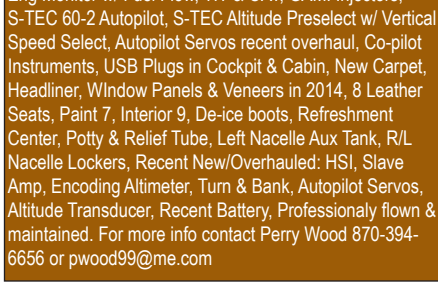 S-TEC 60-2 Autopilot, S-TEC Altitude Preselect w/ Vertical
Speed Select, Autopilot Servos recent overhaul, Co-pilot
Instruments, USB Plugs in Cockpit & Cabin, New Carpet,
Headliner, WIndow Panels & Veneers in 2014, 8 Leather
Seats, Paint 7, Interior 9, De-ice boots, Refreshment
Center, Potty & Relief Tube, Left Nacelle Aux Tank, R/L
Nacelle Lockers, Recent New/Overhauled: HSI, Slave
Amp, Encoding Altimeter, Turn & Bank, Autopilot Servos,
Altitude Transducer, Recent Battery, Professionaly flown &
maintained. For more info contact Perry Wood 870-394-
6656 or pwood99@me.com